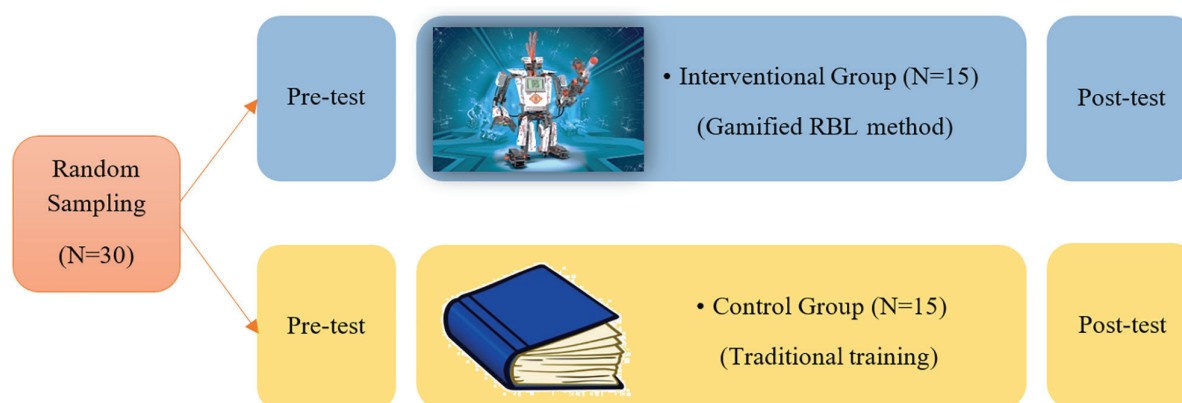 Random
Sampling
(N=30)
Pre-test
• Interventional Group (N=15)
(Gamified RBL method)
Post-test
Pre-test
• Control Group (N=15)
(Traditional training)
Post-test